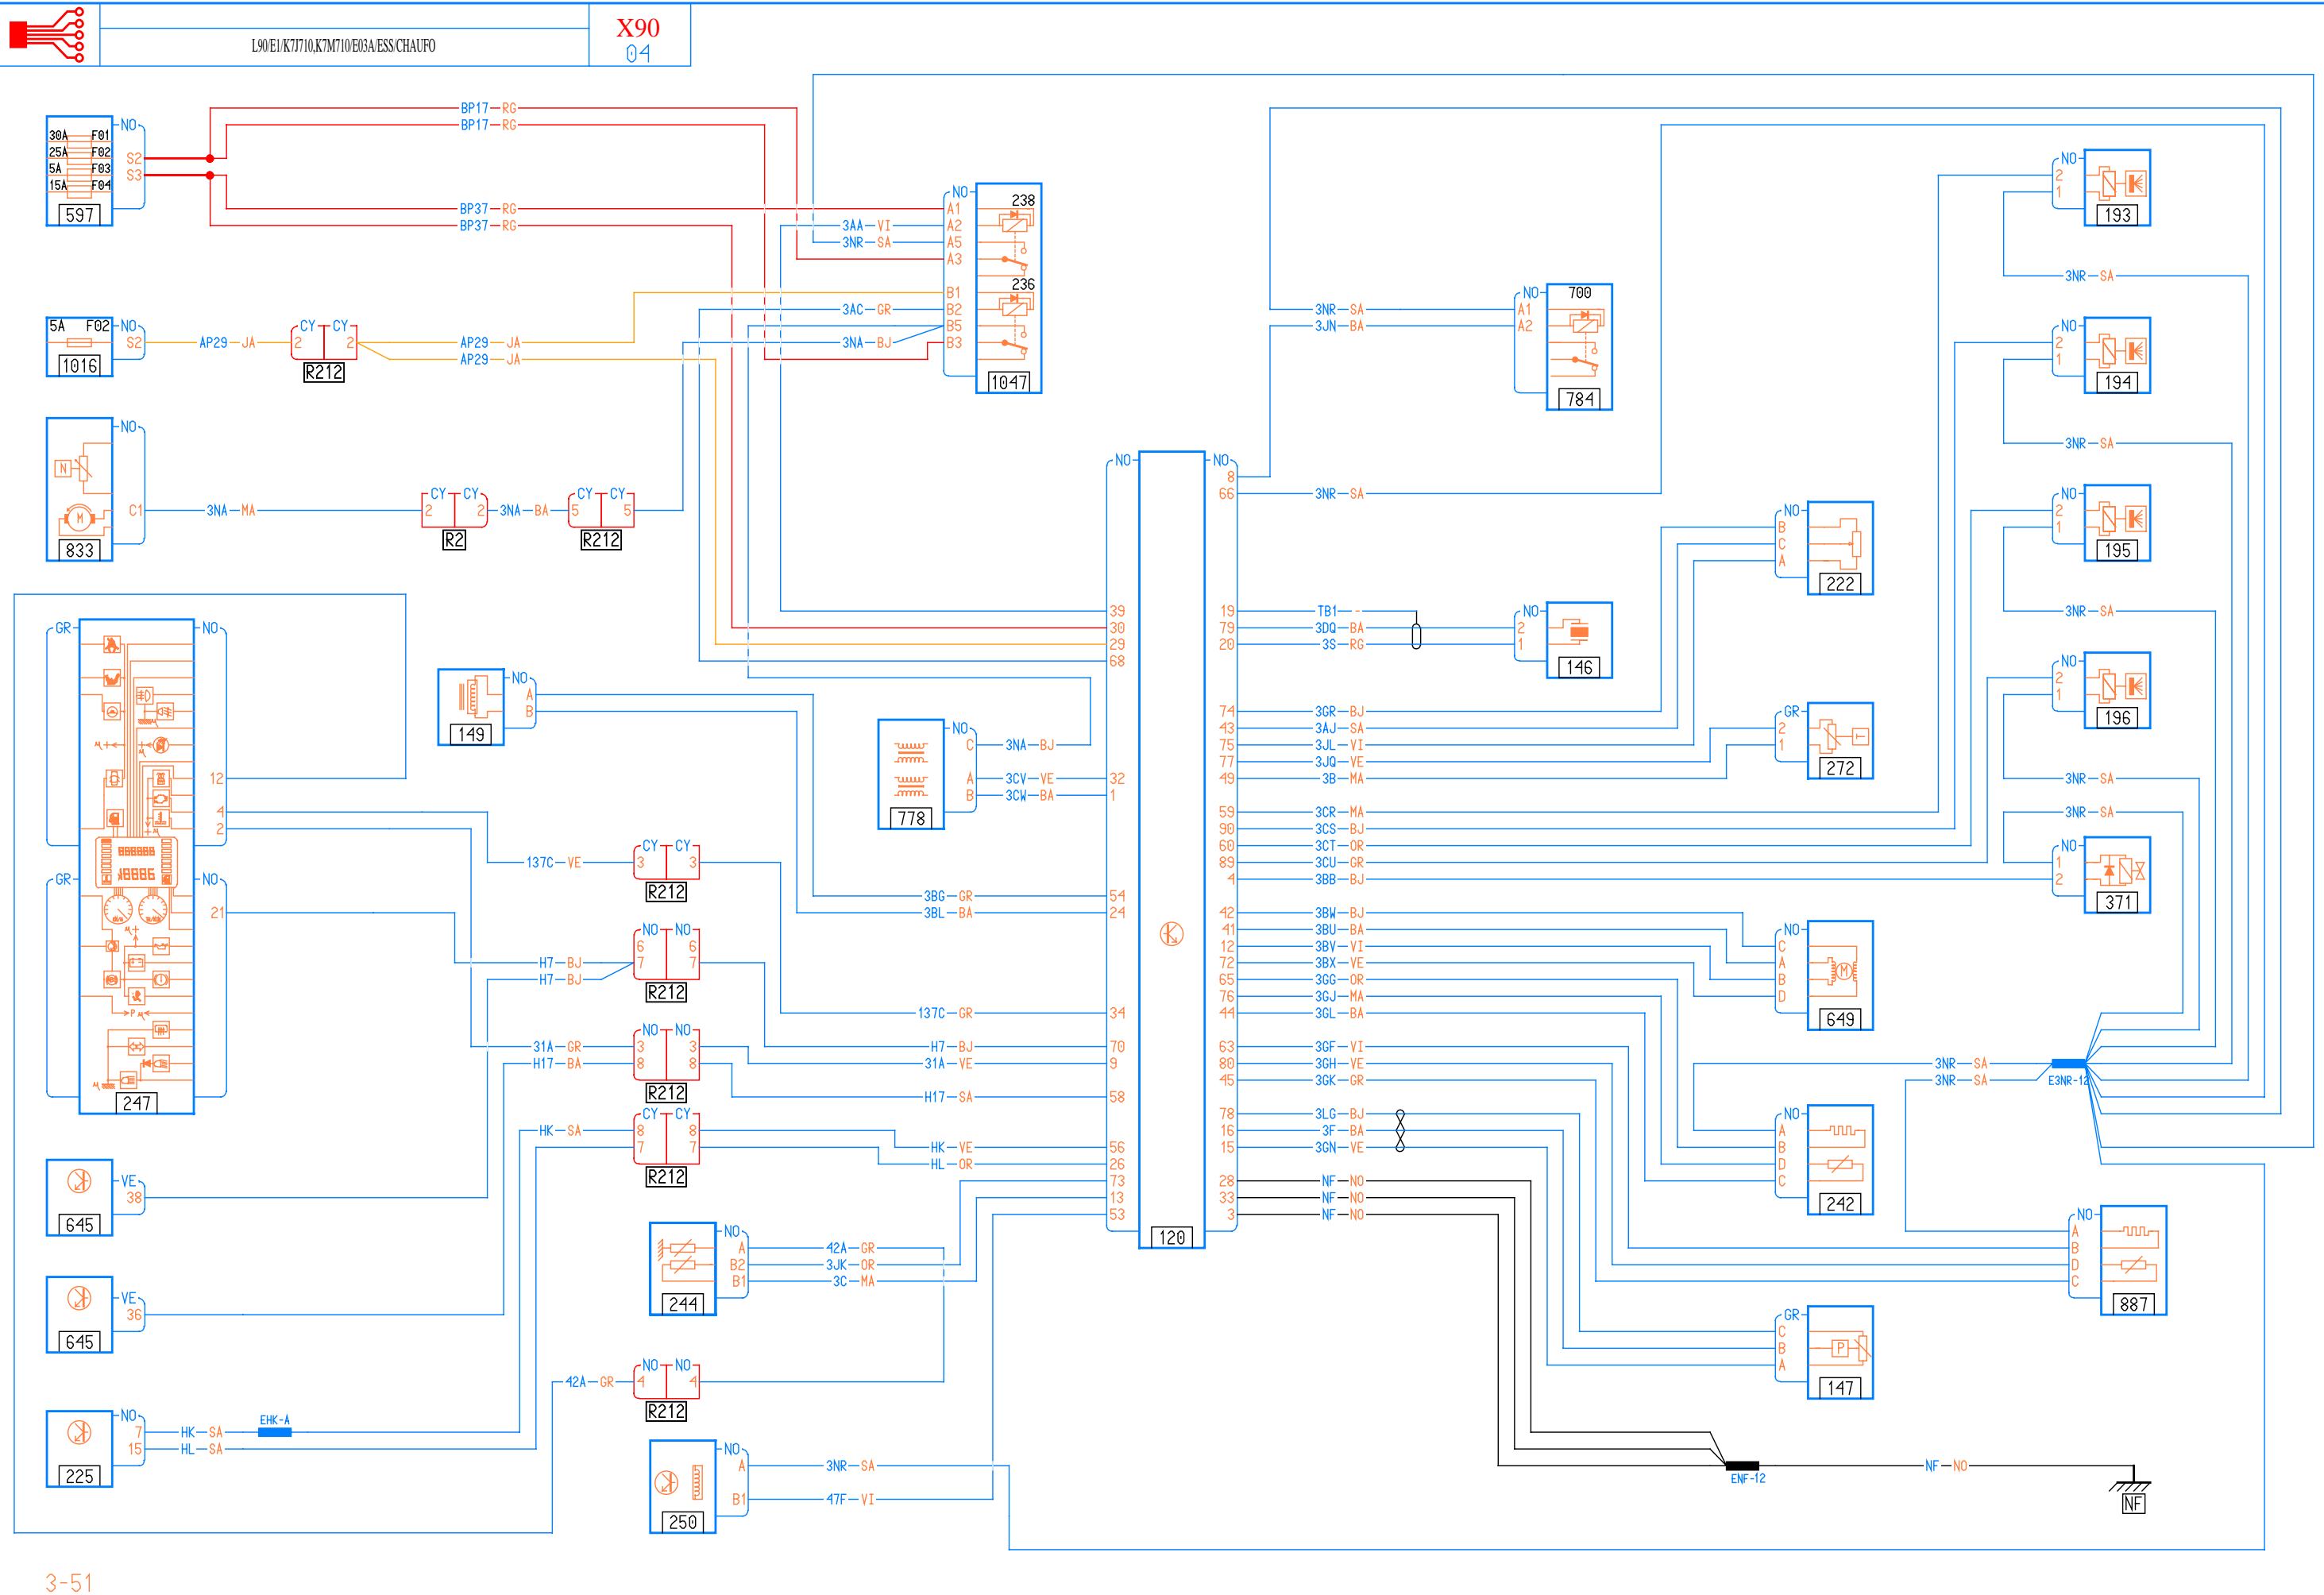 L90/E1/K7J710,K7M710/E03A/ESS/CHAUFO
X90
04
30A F01
25A F02
5A F03
15A F04
597
NO
S2
S3
BP17 RG
BP17 RG
BP37 RG
BP37 RG
5A F02
1016
NO
S2
AP29 JA
CY CY
2 2
R212
AP29 JA
AP29 JA
3AA VI
3NR SA
3AC GR
3NA BJ
NO
A1
A2
A5
A3
B1
B2
B5
B3
238
236
1047
N
M
833
NO
C1
3NA MA
CY CY
2 2
R2
3NA BA
CY CY
5 5
R212
3NR SA
3JN BA
NO
A1
A2
700
784
NO
2
1
193
3NR SA
NO
2
1
194
3NR SA
NO
2
1
195
3NR SA
NO
2
1
196
3NR SA
3NR SA
NO
1
2
371
GR
NO
12
4
2
GR
NO
21
P
247
149
NO
A
B
778
NO
C
A
B
3NA BJ
3CV VE
3CW BA
137C VE
CY CY
3 3
R212
H7 BJ
H7 BJ
NO NO
6 6
7 7
R212
31A GR
H17 BA
NO NO
3 3
8 8
R212
HK SA
CY CY
8 8
7 7
R212
3BG GR
3BL BA
137C GR
H7 BJ
31A VE
H17 SA
HK VE
HL OR
NO
39
30
29
68
32
1
54
24
34
70
9
58
56
26
73
13
53
120
NO
8
66
19
79
20
74
43
75
77
49
59
90
60
89
4
42
41
12
72
65
76
44
63
80
45
78
16
15
28
33
3
3NR SA
TB1 -
3DQ BA
3S RG
3GR BJ
3AJ SA
3JL VI
3JQ VE
3B MA
3CR MA
3CS BJ
3CT OR
3CU GR
3BB BJ
3BW BJ
3BU BA
3BV VI
3BX VE
3GG OR
3GJ MA
3GL BA
3GF VI
3GH VE
3GK GR
3LG BJ
3F BA
3GN VE
NF NO
NF NO
NF NO
NO
B
C
A
222
NO
2
1
146
GR
2
1
T
272
NO
C
A
B
D
M
649
3NR SA
3NR SA
E3NR-12
NO
A
B
D
C
242
NO
A
B
D
C
887
GR
C
B
A
P
147
645
VE
38
645
VE
36
225
NO
7
15
HK SA
HL SA
EHK-A
244
NO
A
B2
B1
42A GR
3JK OR
3C MA
42A GR
NO NO
4 4
R212
250
NO
A
B1
3NR SA
47F VI
ENF-12
NF NO
NF
3-51